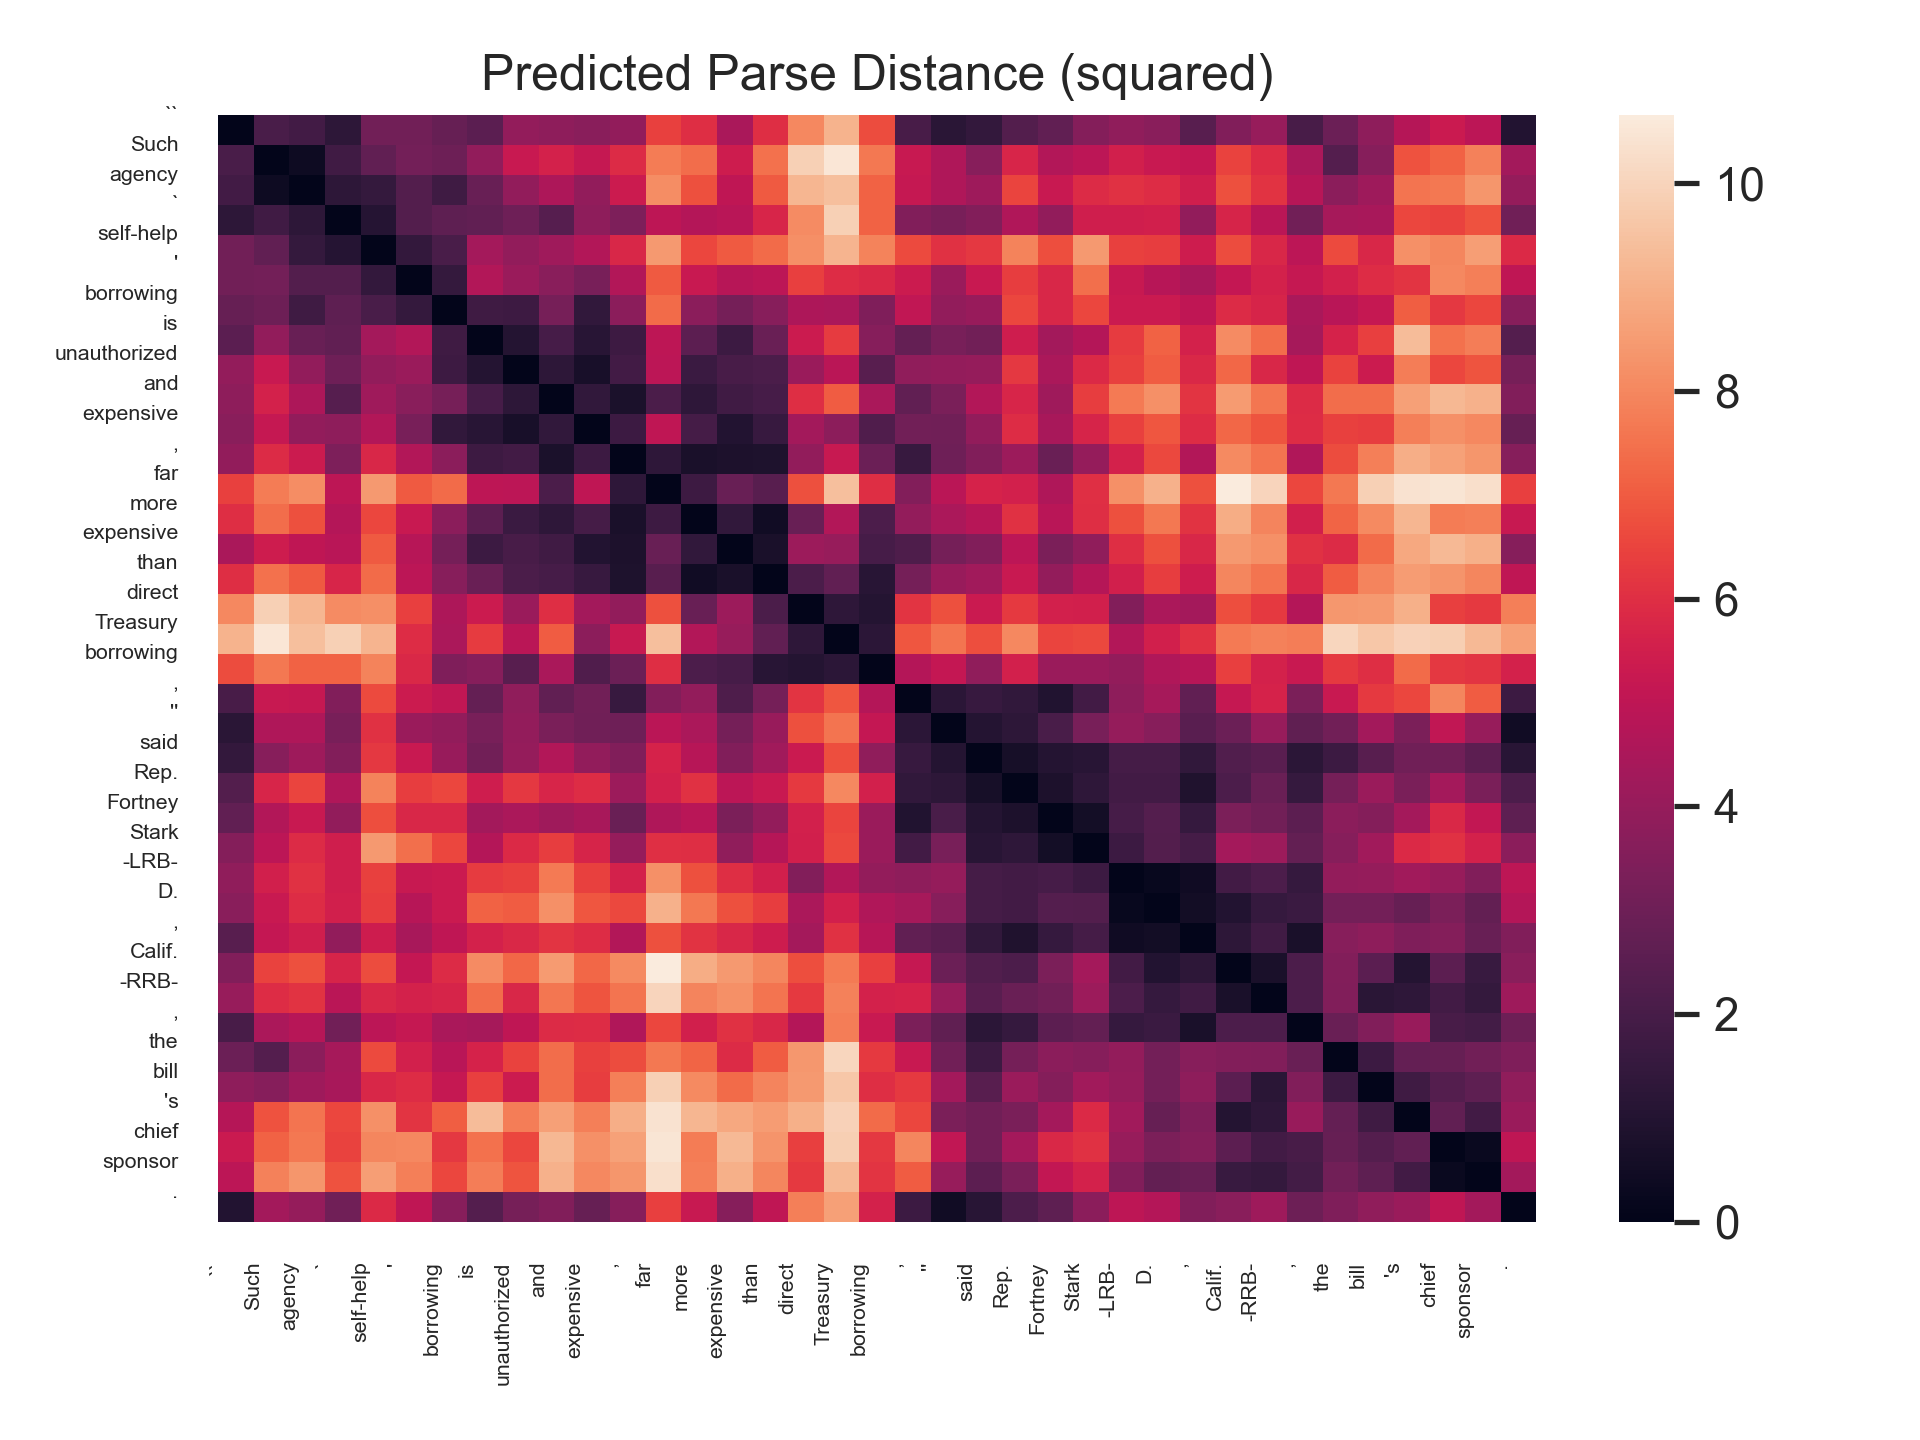 Predicted Parse Distance (squared)
``
Such
agency
`
self-help
'
borrowing
is
unauthorized
and
expensive
,
far
more
expensive
than
direct
Treasury
borrowing
,
"
said
Rep.
Fortney
Stark
-LRB-
D.
,
Calif.
-RRB-
,
the
bill
's
chief
sponsor
.
10
8
6
4
2
0
``
Such
agency
`
self-help
'
borrowing
is
unauthorized
and
expensive
,
far
more
expensive
than
direct
Treasury
borrowing
,
"
said
Rep.
Fortney
Stark
-LRB-
D.
,
Calif.
-RRB-
,
the
bill
's
chief
sponsor
.